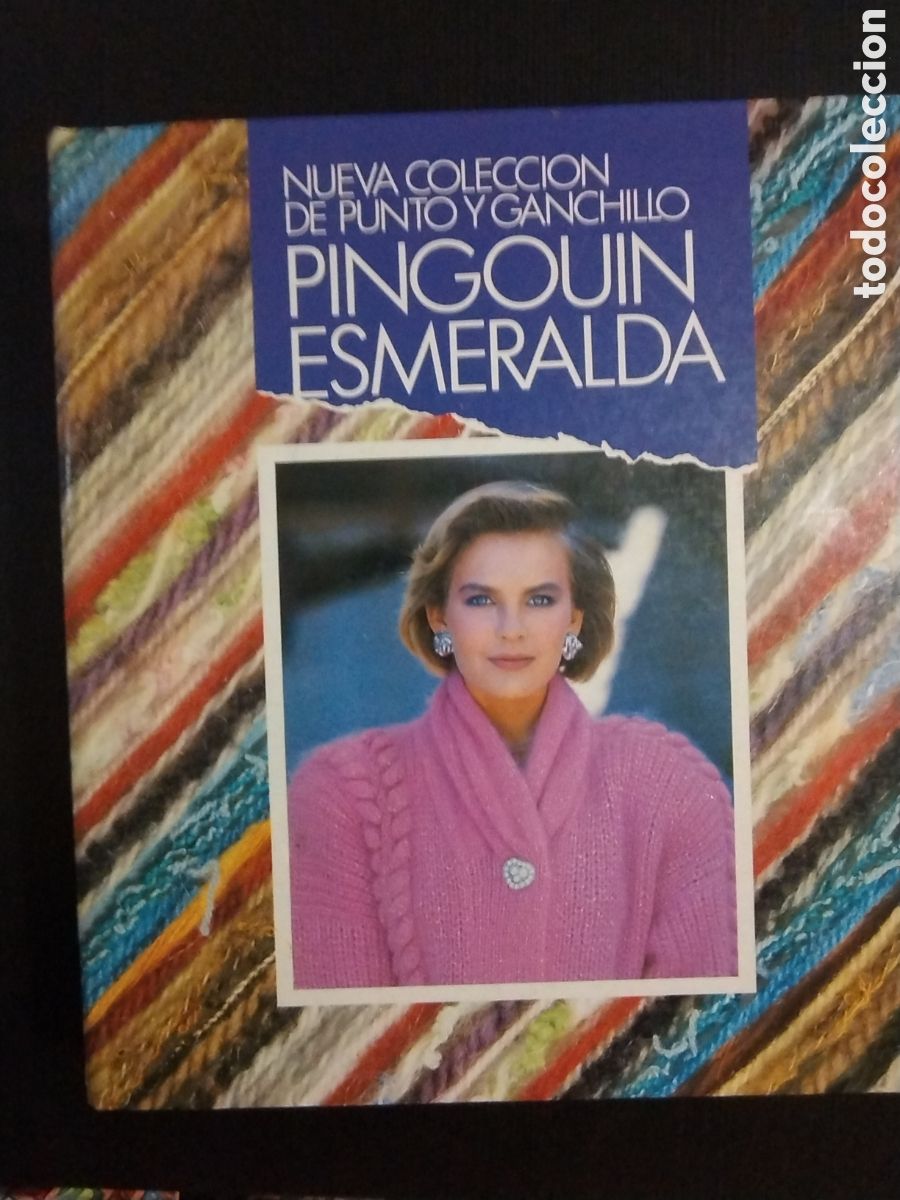 NUEVA COLECCION
DE PUNTO Y GANCHILLO
PINGOUIN
ESMERALDA
todocoleccion